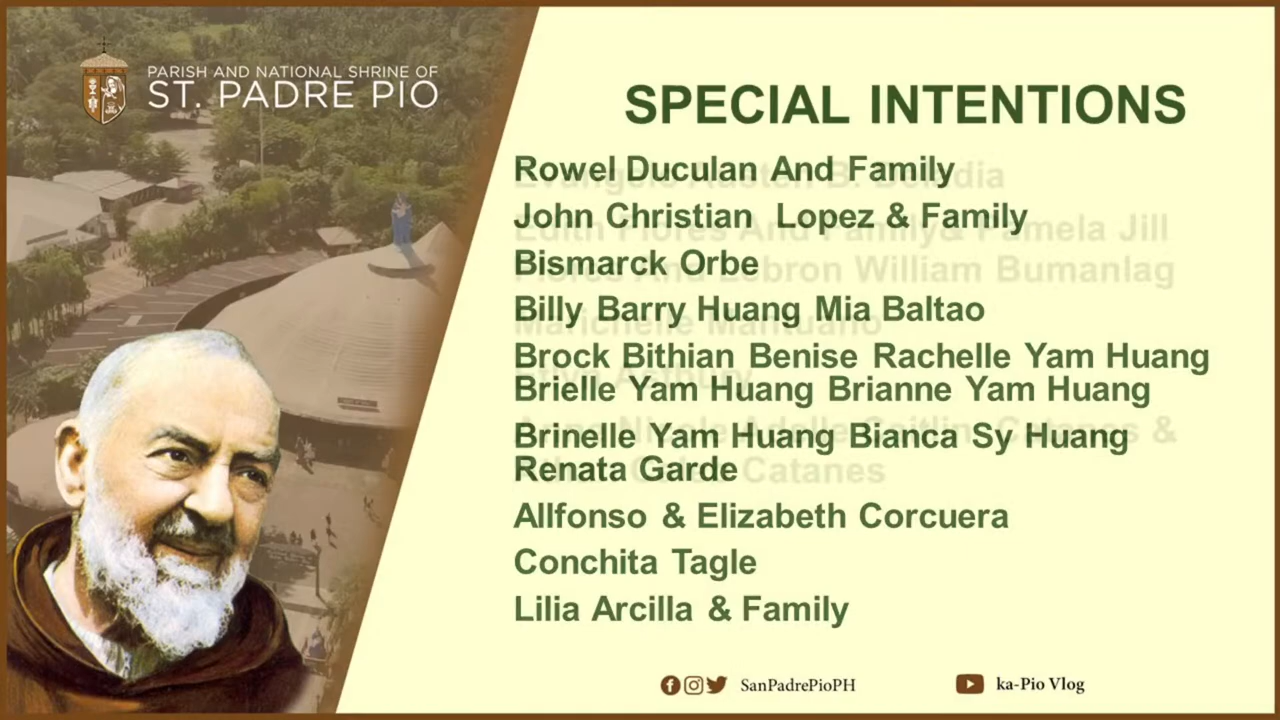 PARISH AND NATIONAL SHRINE OF
ST. PADRE PIO
SPECIAL INTENTIONS
Rowel Duculan And Family
John Christian Lopez & Family
Bismarck Orbe
Billy Barry Huang Mia Baltao
Brock Bithian Benise Rachelle Yam Huang
Brielle Yam Huang Brianne Yam Huang
Brinelle Yam Huang Bianca Sy Huang
Renata Garde
Allfonso & Elizabeth Corcuera
Conchita Tagle
Lilia Arcilla & Family
SanPadrePioPH
ka-Pio Vlog